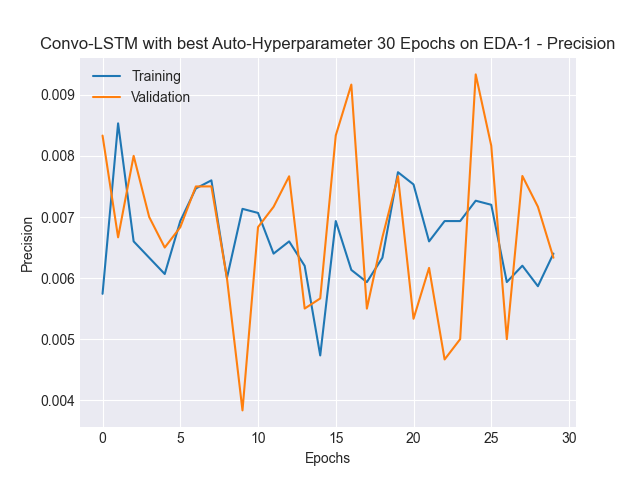 Convo-LSTM with best Auto-Hyperparameter 30 Epochs on EDA-1 - Precision
Training
Validation
0.009
0.008
0.007
0.006
0.005
0.004
Precision
0 5 10 15 20 25 30
Epochs